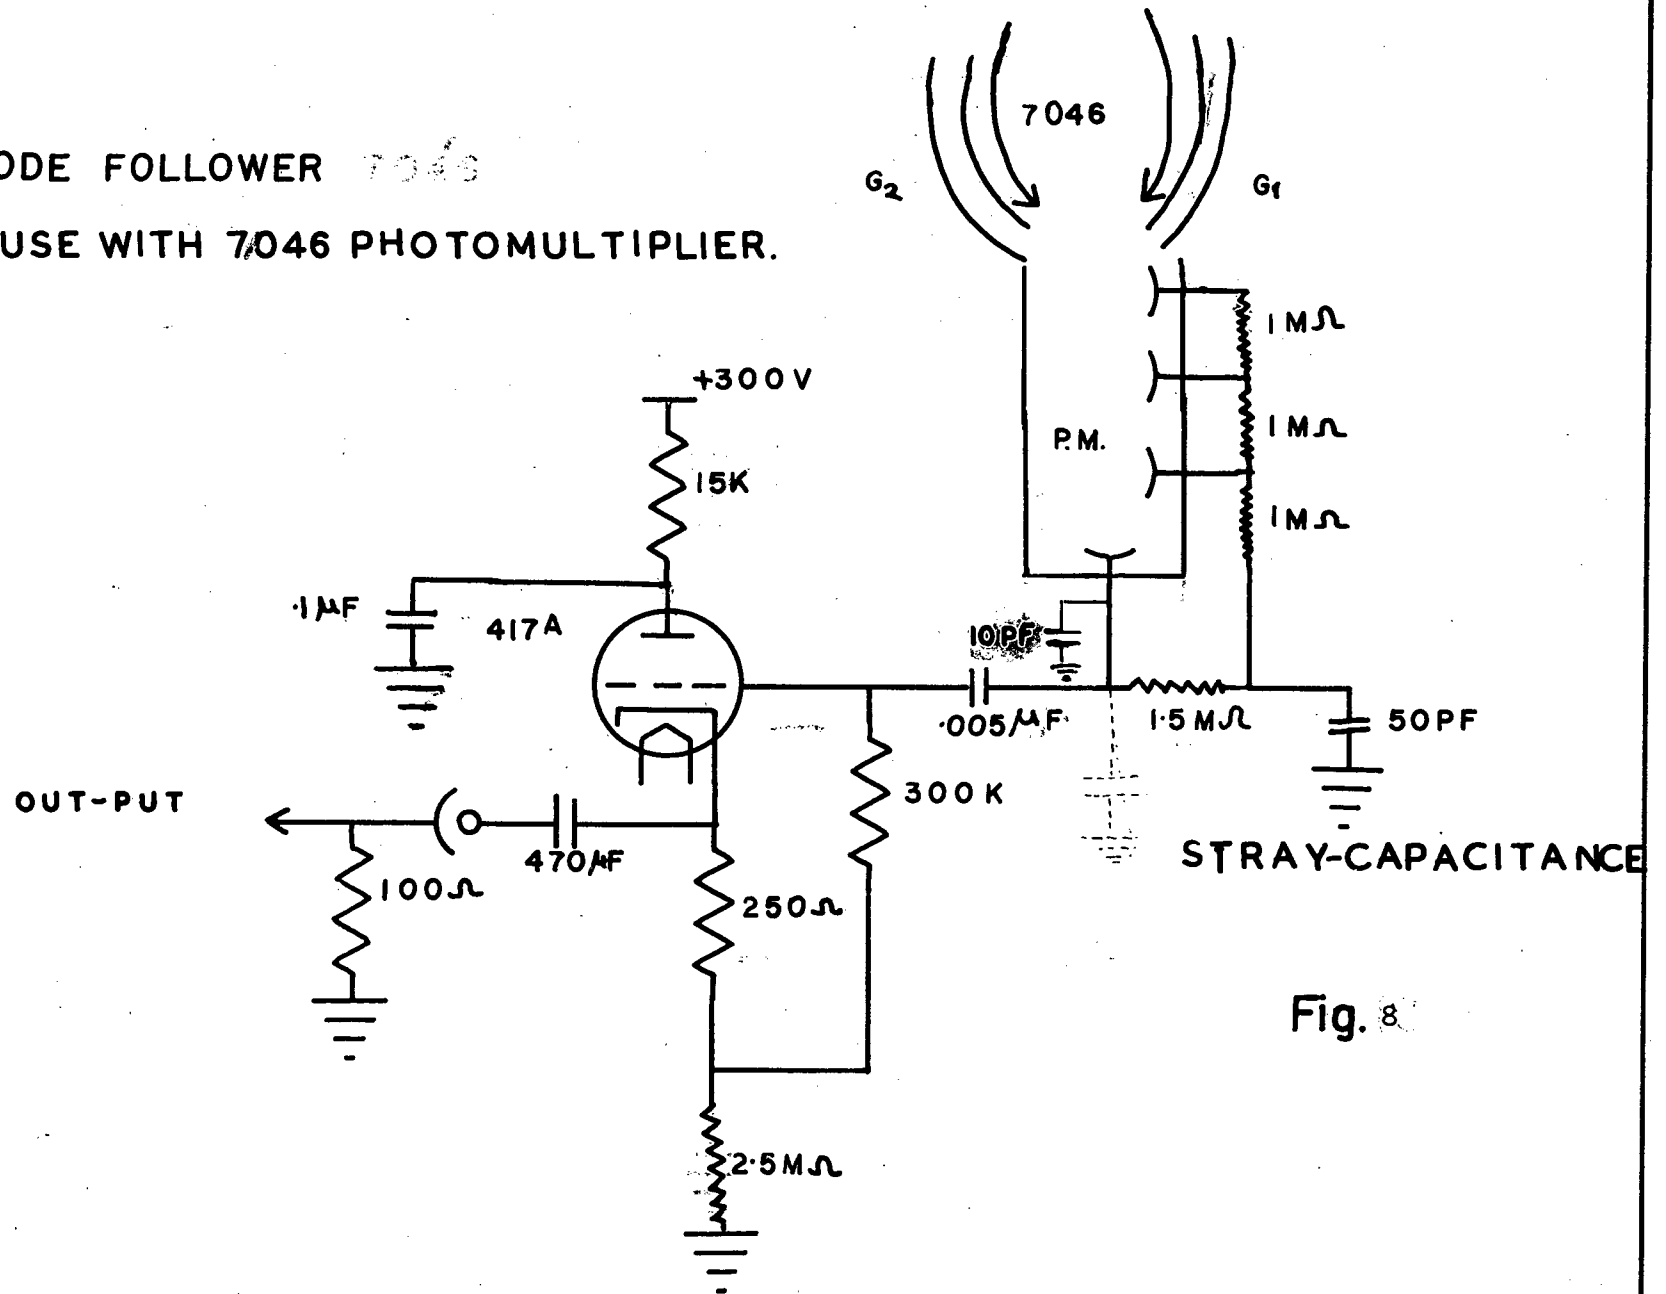 ODE FOLLOWER 7046
USE WITH 7046 PHOTOMULTIPLIER.
7046
G2
G1
1MΩ
1MΩ
1MΩ
P.M.
+300V
15K
.1µF
417A
10PF
.005µF
1.5MΩ
50PF
300K
OUT-PUT
470µF
100Ω
250Ω
STRAY-CAPACITANCE
2.5MΩ
Fig. 8